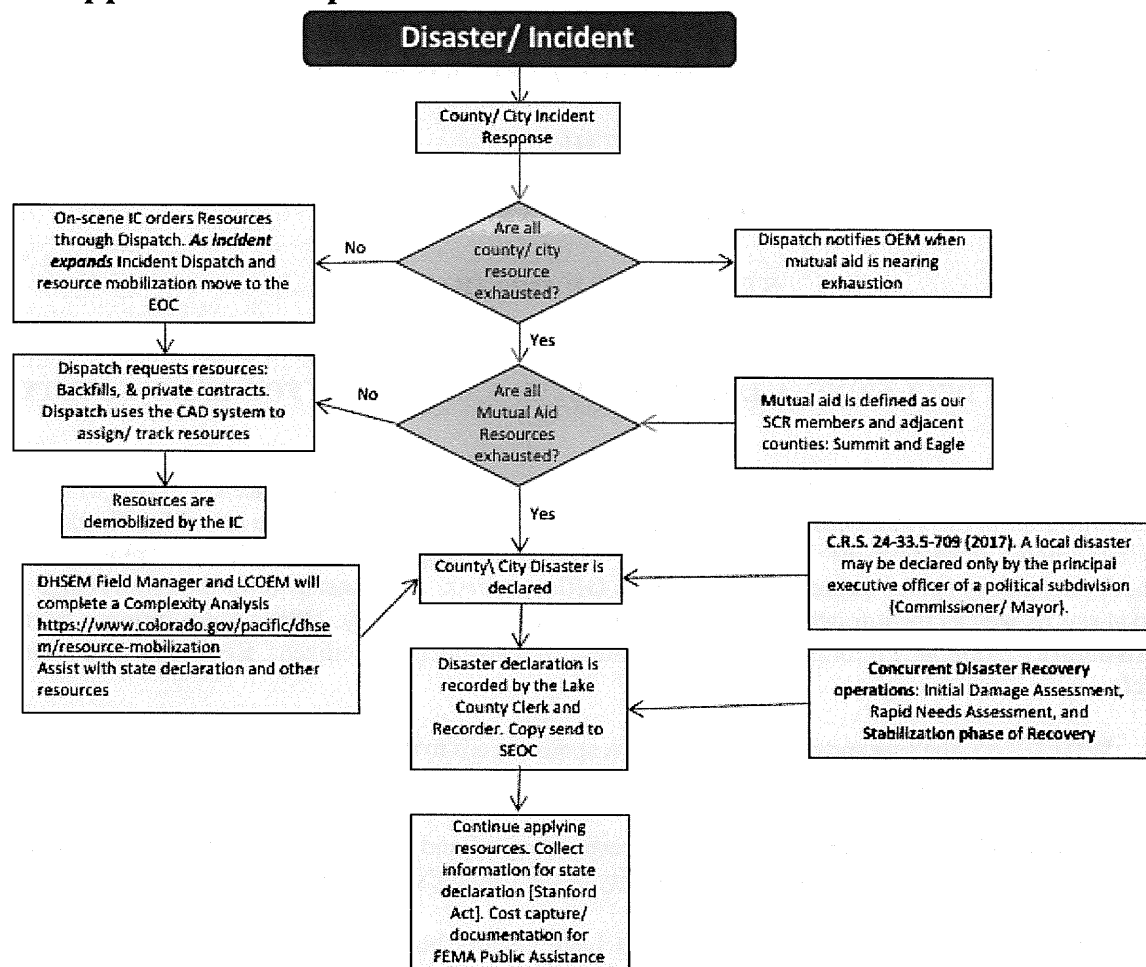 Disaster/ Incident
County/ City Incident
Response
On-scene IC orders Resources
through Dispatch. As incident
expands Incident Dispatch and
resource mobilization move to the
EOC
No
Are all
county/ city
resource
exhausted?
Dispatch notifies OEM when
mutual aid is nearing
exhaustion
Yes
Dispatch requests resources:
Backfills, & private contracts.
Dispatch uses the CAD system to
assign/ track resources
No
Are all
Mutual Aid
Resources
exhausted?
Mutual aid is defined as our
SCR members and adjacent
counties: Summit and Eagle
Resources are
demobilized by the IC
Yes
DHSEM Field Manager and LCOEM will
complete a Complexity Analysis
https://www.colorado.gov/pacific/dhse
m/resource-mobilization
Assist with state declaration and other
resources
County\ City Disaster is
declared
C.R.S. 24-33.5-709 (2017). A local disaster
may be declared only by the principal
executive officer of a political subdivision
(Commissioner/ Mayor).
Disaster declaration is
recorded by the Lake
County Clerk and
Recorder. Copy send to
SEOC
Concurrent Disaster Recovery
operations: Initial Damage Assessment,
Rapid Needs Assessment, and
Stabilization phase of Recovery
Continue applying
resources. Collect
information for state
declaration [Stanford
Act]. Cost capture/
documentation for
FEMA Public Assistance